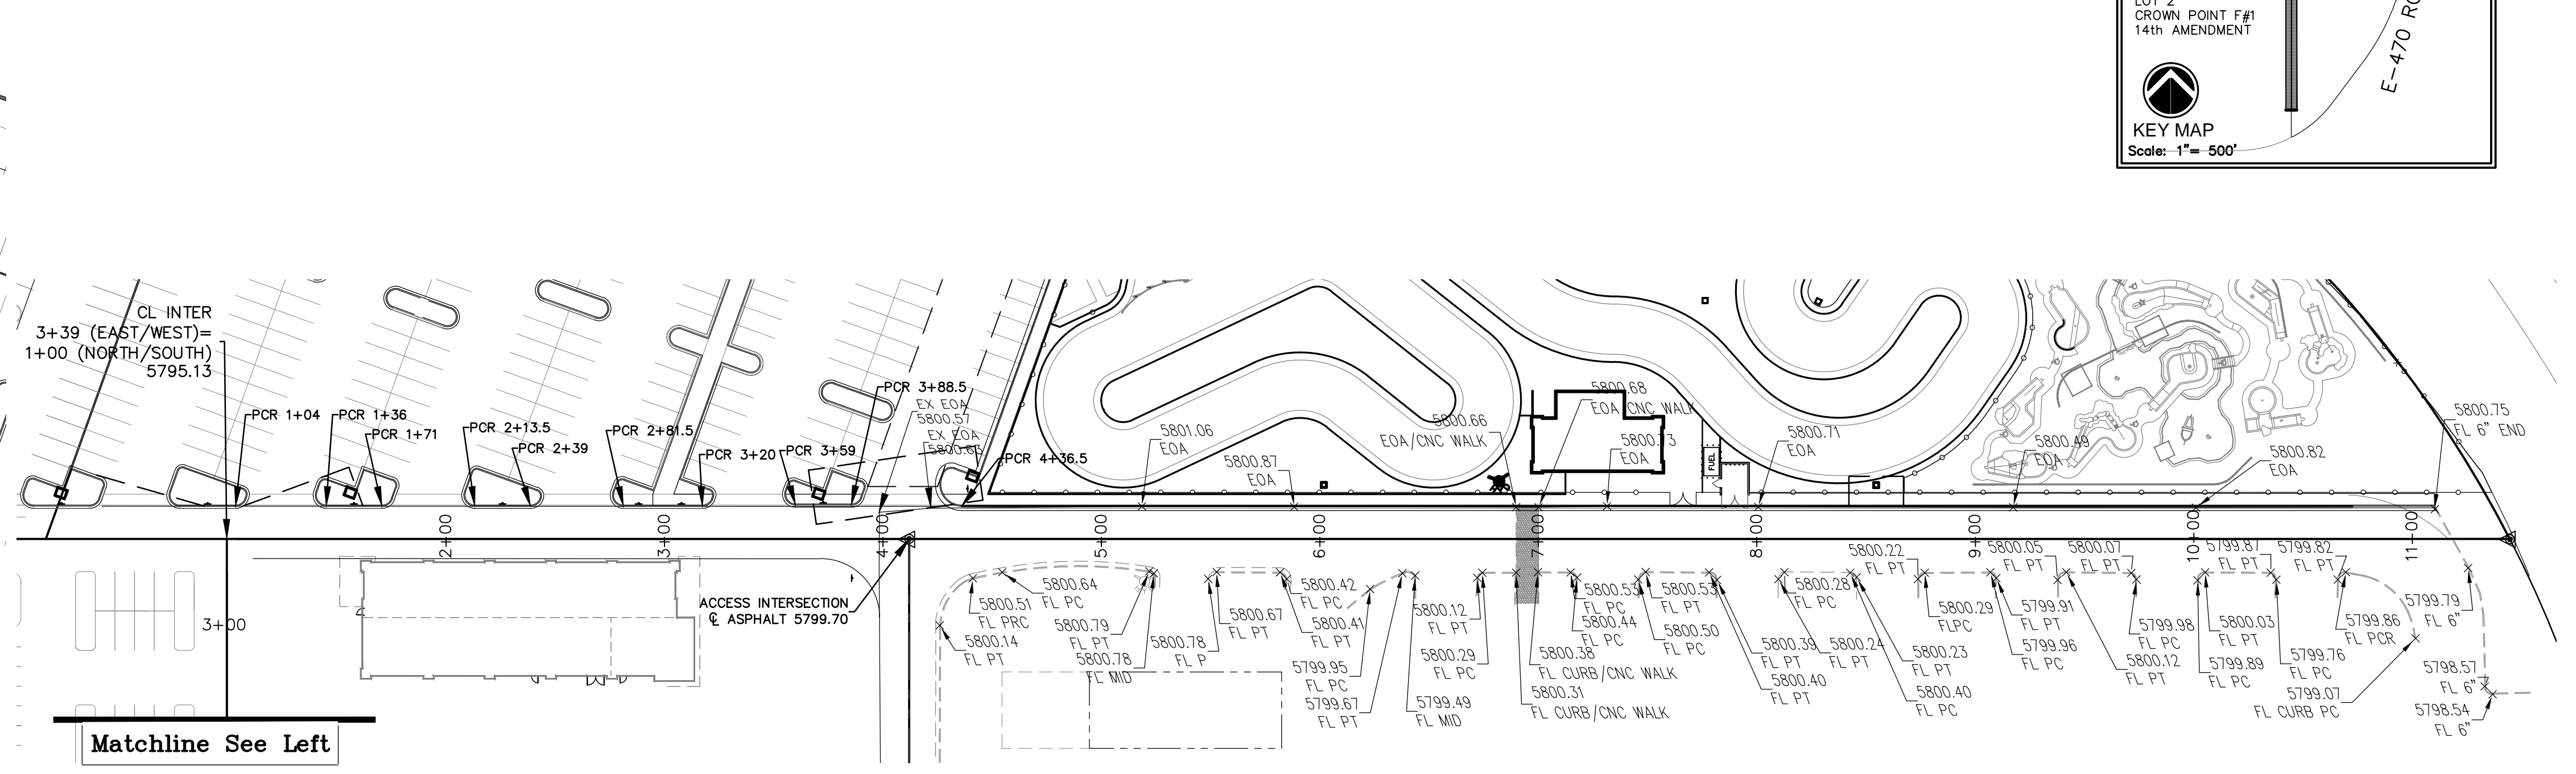 LOT 2
CROWN POINT F#1
14th AMENDMENT
KEY MAP
Scale: 1"= 500'
CL INTER
3+39 (EAST/WEST)=
1+00 (NORTH/SOUTH)
5795.13
PCR 1+04
PCR 1+36
PCR 1+71
PCR 2+13.5
PCR 2+39
PCR 2+81.5
PCR 3+20
PCR 3+59
PCR 3+88.5
EX EOA
5800.57
EX EOA
PCR 4+36.5
5801.06
EOA
5800.87
EOA
5800.66
EOA/CNC WALK
5800.68
EOA/CNC WALK
5800.73
EOA
FUEL
5800.71
EOA
5800.49
EOA
5800.82
EOA
5800.75
FL 6" END
2+00
3+00
4+00
5+00
6+00
7+00
8+00
9+00
10+00
11+00
3+00
ACCESS INTERSECTION
℄ ASPHALT 5799.70
5800.14
FL PT
5800.51
FL PRC
5800.64
FL PC
5800.79
FL PT
5800.78
FL MID
5800.78
FL P
5800.67
FL PT
5800.42
FL PC
5800.41
FL PT
5799.95
FL PC
5799.67
FL PT
5799.49
FL MID
5800.12
FL PT
5800.29
FL PC
5800.38
FL CURB/CNC WALK
5800.31
FL CURB/CNC WALK
5800.53
FL PC
5800.44
FL PC
5800.53
FL PT
5800.50
FL PC
5800.39
FL PT
5800.40
FL PT
5800.28
FL PC
5800.24
FL PT
5800.23
FL PT
5800.40
FL PC
5800.22
FL PT
5800.29
FLPC
5800.05
FL PT
5799.91
FL PT
5799.96
FL PC
5800.07
FL PT
5800.12
FL PT
5799.98
FL PC
5799.81
FL PT
5800.03
FL PT
5799.89
FL PC
5799.76
FL PC
5799.82
FL PT
5799.86
FL PCR
5799.07
FL CURB PC
5799.79
FL 6"
5798.57
FL 6"
5798.54
FL 6"
Matchline See Left